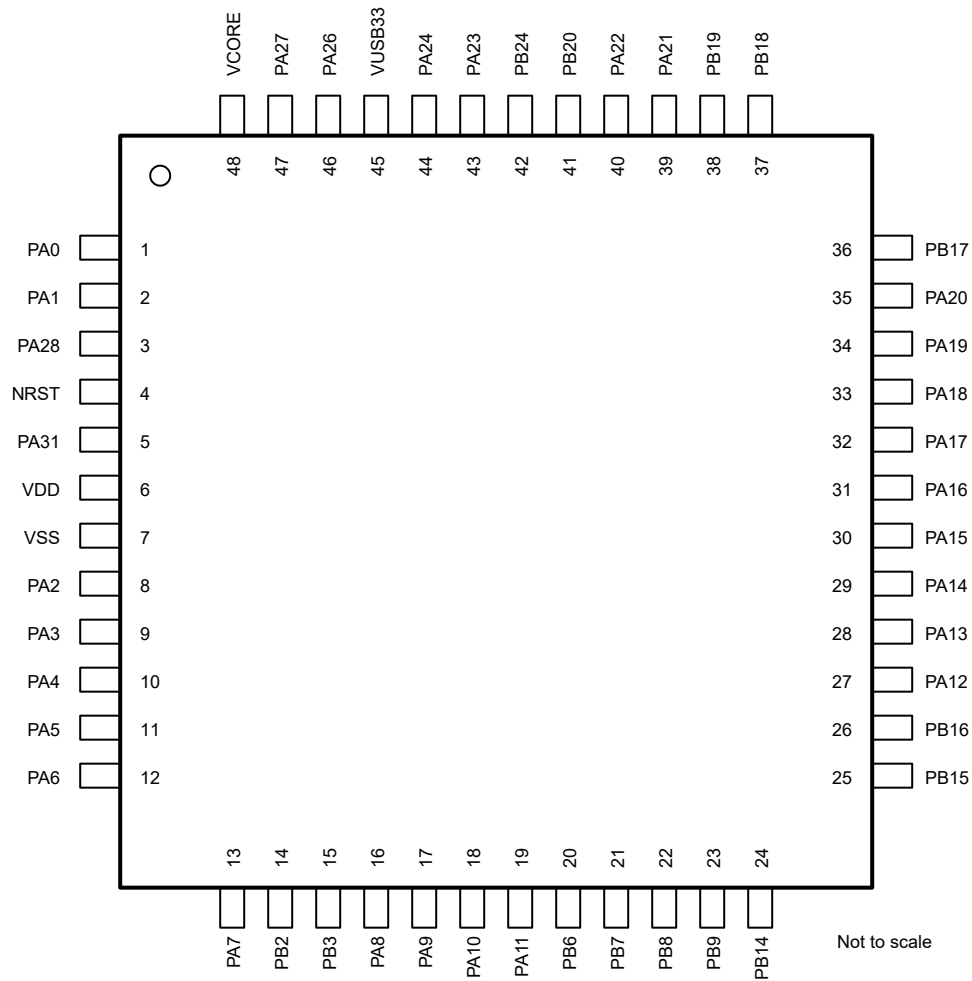 VCORE PA27 PA26 VUSB33 PA24 PA23 PB24 PB20 PA22 PA21 PB19 PB18
48 47 46 45 44 43 42 41 40 39 38 37
PA0 1 36 PB17
PA1 2 35 PA20
PA28 3 34 PA19
NRST 4 33 PA18
PA31 5 32 PA17
VDD 6 31 PA16
VSS 7 30 PA15
PA2 8 29 PA14
PA3 9 28 PA13
PA4 10 27 PA12
PA5 11 26 PB16
PA6 12 25 PB15
13 14 15 16 17 18 19 20 21 22 23 24
PA7 PB2 PB3 PA8 PA9 PA10 PA11 PB6 PB7 PB8 PB9 PB14
Not to scale